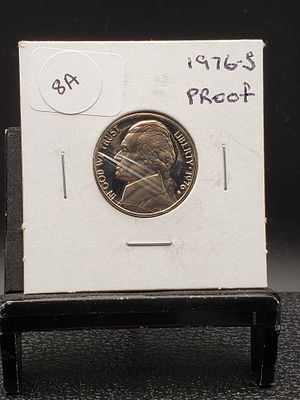 8A
1976-S
PROOF
IN GOD WE TRUST
LIBERTY * 1976